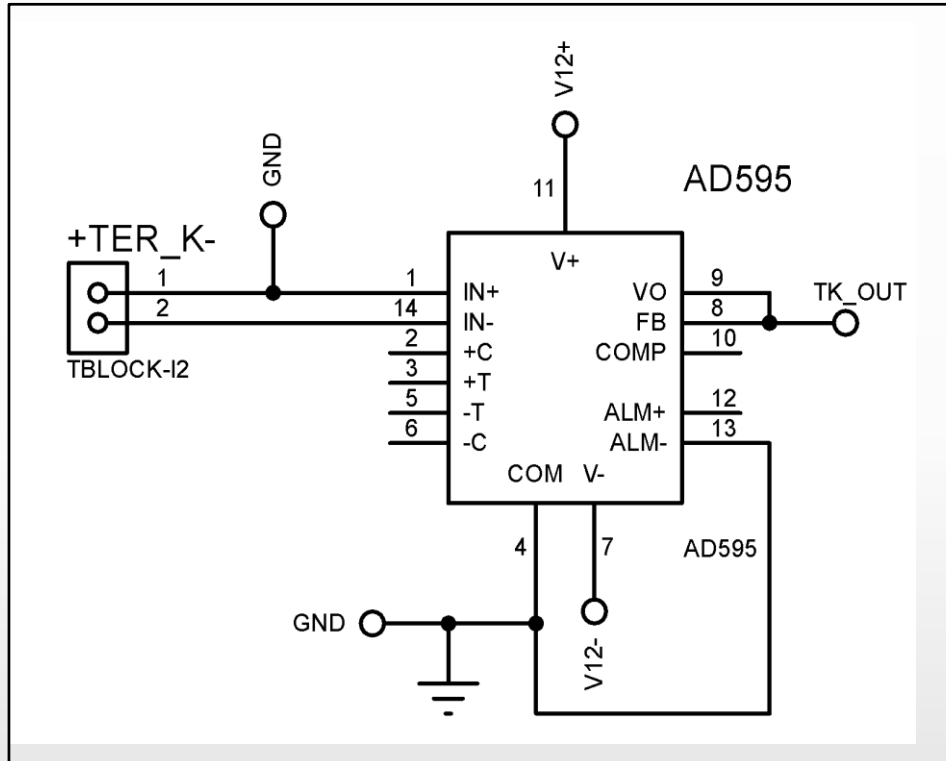 V12+
GND
11
AD595
+TER_K-
V+
1
1
IN+
VO
9
TK_OUT
2
14
IN-
FB
8
2
+C
COMP
10
TBLOCK-I2
3
+T
5
-T
ALM+
12
6
-C
ALM-
13
COM
V-
4
7
AD595
GND
V12-